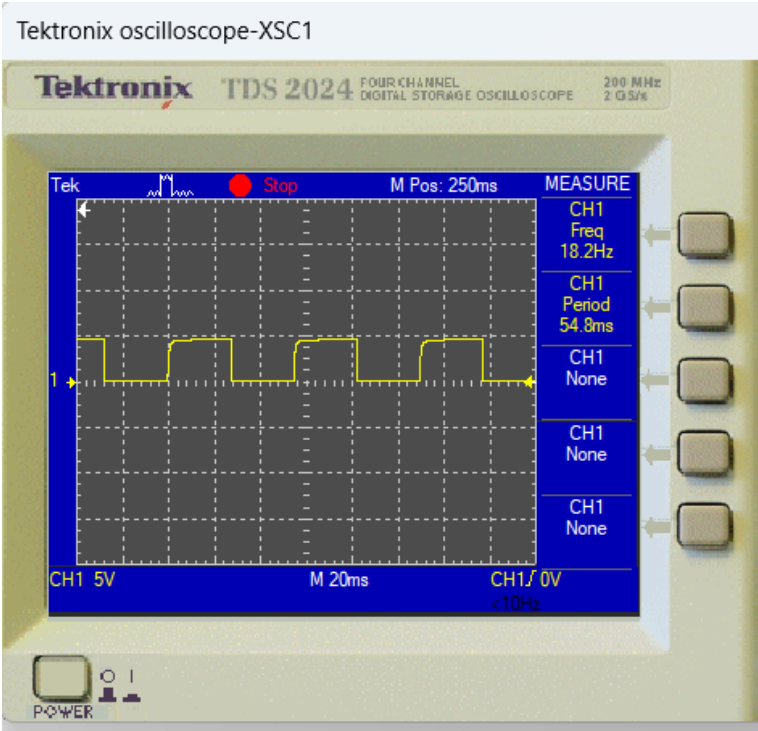 Tektronix oscilloscope-XSC1
Tektronix TDS 2024 FOUR CHANNEL DIGITAL STORAGE OSCILLOSCOPE 200 MHz 2 GS/s
Tek Stop M Pos: 250ms MEASURE
CH1
Freq
18.2Hz
CH1
Period
54.8ms
CH1
None
1
CH1
None
CH1
None
CH1 5V M 20ms CH1 0V
<10Hz
POWER